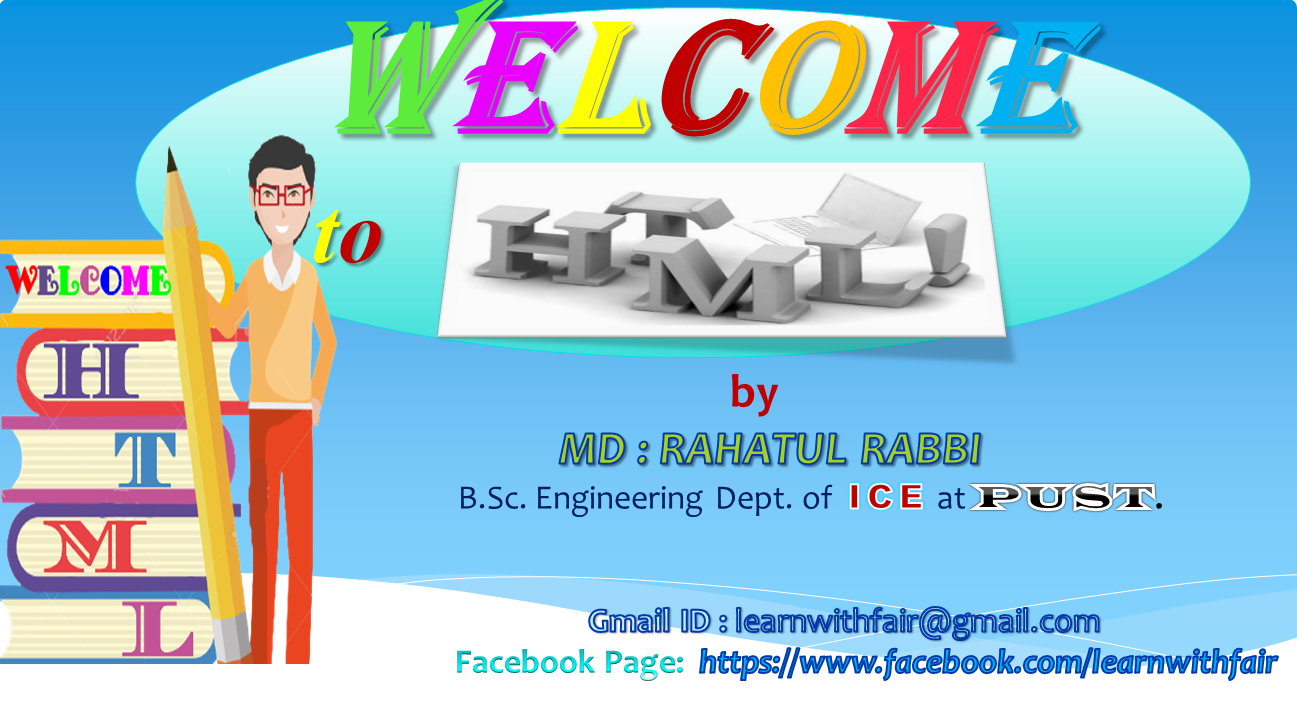 WELCOME
to
HTML!
WELCOME
H
T
M
L
by
MD : RAHATUL RABBI
B.Sc. Engineering Dept. of ICE at PUST.
Gmail ID : learnwithfair@gmail.com
Facebook Page: https://www.facebook.com/learnwithfair